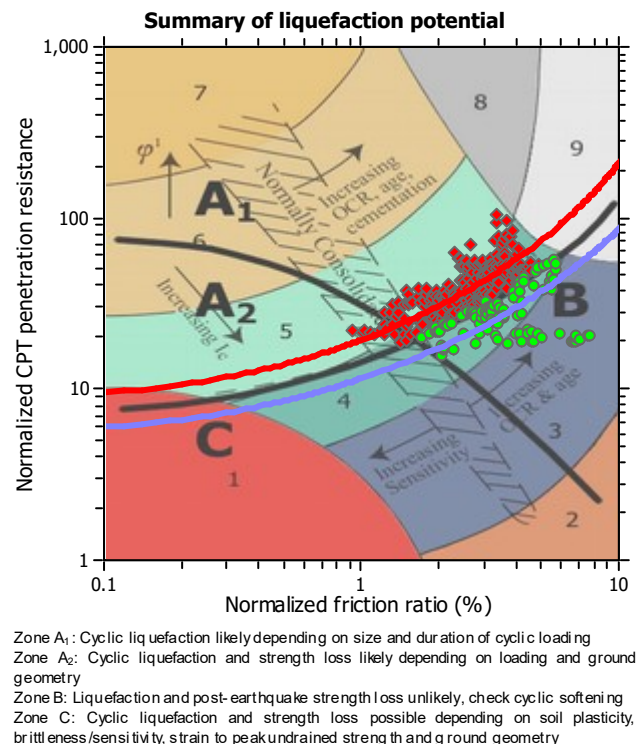 Summary of liquefaction potential
1,000
100
10
1
Normalized CPT penetration resistance
7
8
9
φ'
A1
Increasing
OCR, age,
cementation
Normally Consolidated
6
A2
Increasing Ic
5
B
4
Increasing
OCR & age
3
C
Increasing
Sensitivity
1
2
0.1
1
10
Normalized friction ratio (%)
Zone A1: Cyclic liquefaction likely depending on size and duration of cyclic loading
Zone A2: Cyclic liquefaction and strength loss likely depending on loading and ground
geometry
Zone B: Liquefaction and post-earthquake strength loss unlikely, check cyclic softening
Zone C: Cyclic liquefaction and strength loss possible depending on soil plasticity,
brittleness/sensitivity, strain to peak undrained strength and ground geometry